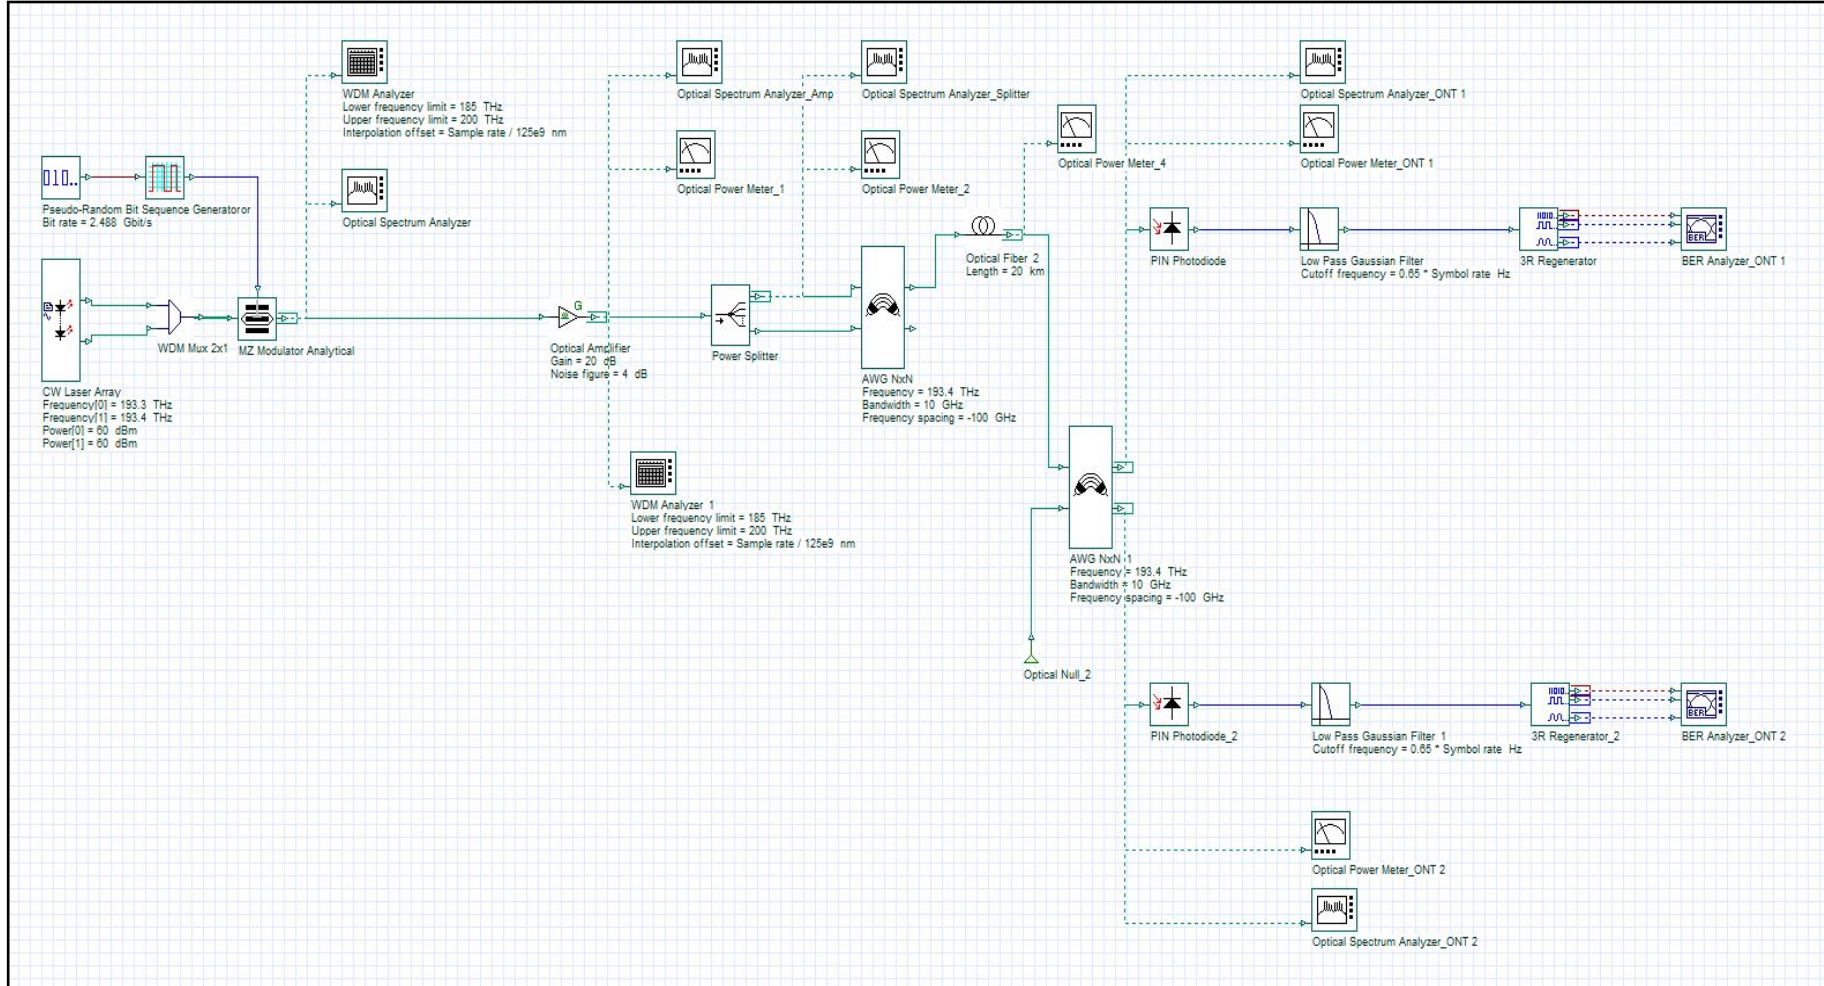 WDM Analyzer
Lower frequency limit = 185 THz
Upper frequency limit = 200 THz
Interpolation offset = Sample rate / 125e9 nm
Optical Spectrum Analyzer_Amp
Optical Spectrum Analyzer_Splitter
Optical Spectrum Analyzer_ONT 1
Optical Power Meter_4
Optical Power Meter_ONT 1
Optical Power Meter_1
Optical Power Meter_2
010..
Pseudo-Random Bit Sequence Generatoror
Bit rate = 2.488 Gbit/s
Optical Spectrum Analyzer
Optical Fiber_2
Length = 20 km
PIN Photodiode
Low Pass Gaussian Filter
Cutoff frequency = 0.65 * Symbol rate Hz
3R Regenerator
BER
BER Analyzer_ONT 1
WDM Mux 2x1
MZ Modulator Analytical
G
Optical Amplifier
Gain = 20 dB
Noise figure = 4 dB
Power Splitter
AWG NxN
Frequency = 193.4 THz
Bandwidth = 10 GHz
Frequency spacing = -100 GHz
CW Laser Array
Frequency[0] = 193.3 THz
Frequency[1] = 193.4 THz
Power[0] = 60 dBm
Power[1] = 60 dBm
WDM Analyzer_1
Lower frequency limit = 185 THz
Upper frequency limit = 200 THz
Interpolation offset = Sample rate / 125e9 nm
AWG NxN_1
Frequency = 193.4 THz
Bandwidth = 10 GHz
Frequency spacing = -100 GHz
Optical Null_2
PIN Photodiode_2
Low Pass Gaussian Filter_1
Cutoff frequency = 0.65 * Symbol rate Hz
3R Regenerator_2
BER
BER Analyzer_ONT 2
Optical Power Meter_ONT 2
Optical Spectrum Analyzer_ONT 2